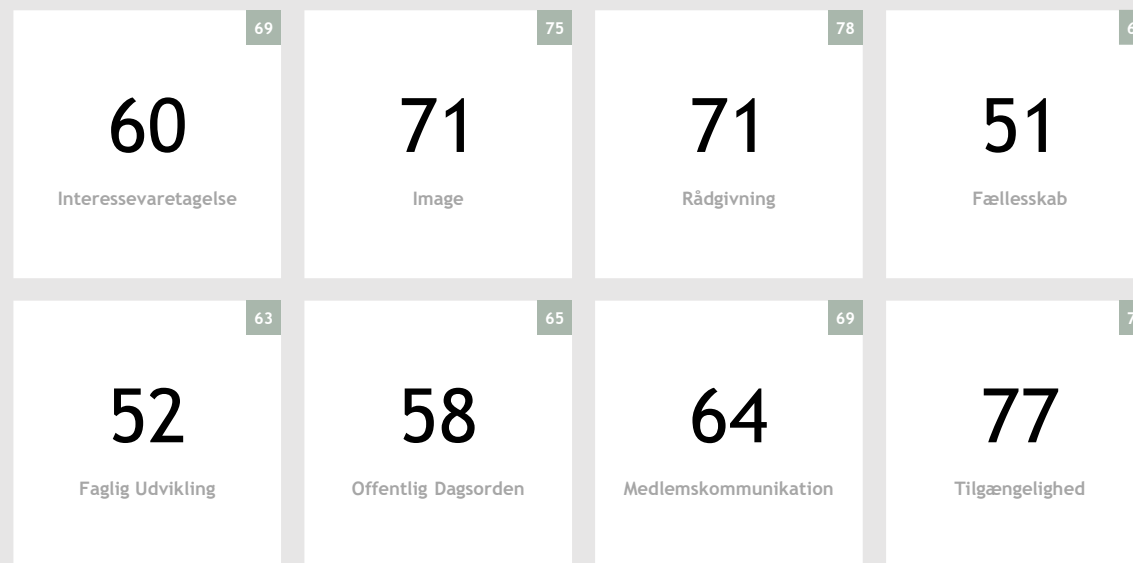 69
60
Interessevaretagelse
75
71
Image
78
71
Rådgivning
51
Fællesskab
63
52
Faglig Udvikling
65
58
Offentlig Dagsorden
69
64
Medlemskommunikation
77
Tilgængelighed